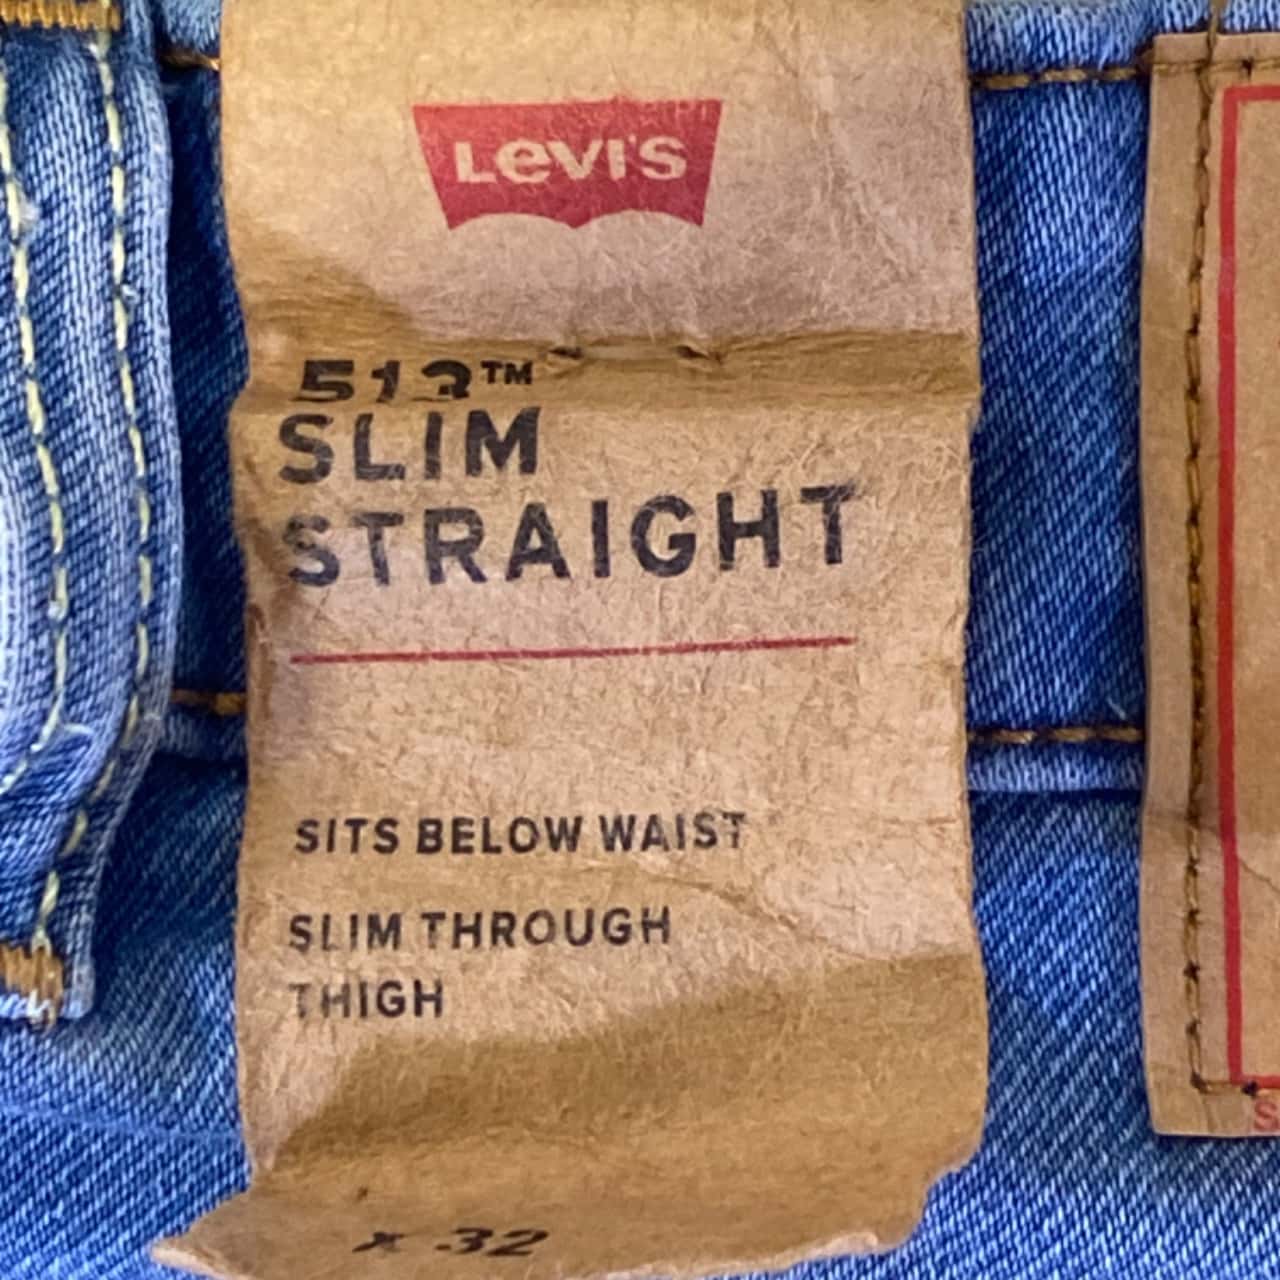 LEVI'S
513™
SLIM
STRAIGHT
SITS BELOW WAIST
SLIM THROUGH
THIGH
x 32
S